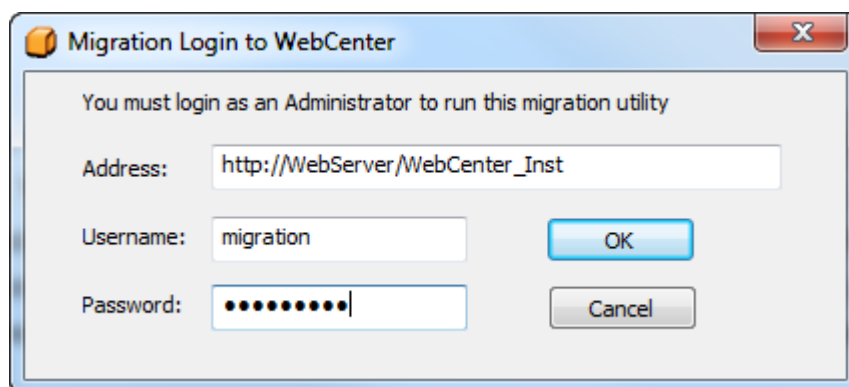 Migration Login to WebCenter
You must login as an Administrator to run this migration utility
Address: http://WebServer/WebCenter_Inst
Username: migration OK
Password: ●●●●●●●●● Cancel